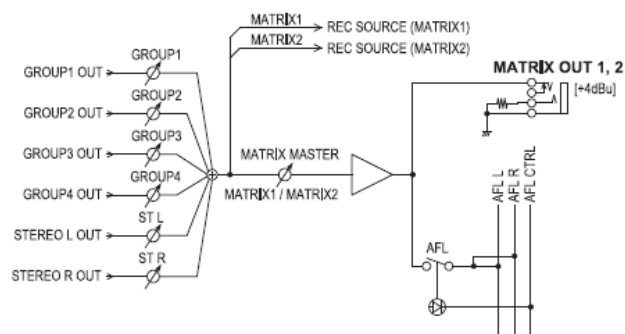 MATRIX1
REC SOURCE (MATRIX1)
MATRIX2
REC SOURCE (MATRIX2)
GROUP1
GROUP1 OUT
GROUP2
GROUP2 OUT
GROUP3
GROUP3 OUT
GROUP4
GROUP4 OUT
ST L
STEREO L OUT
ST R
STEREO R OUT
MATRIX MASTER
MATRIX1 / MATRIX2
MATRIX OUT 1, 2
[+4dBu]
AFL L
AFL R
AFL CTRL
AFL